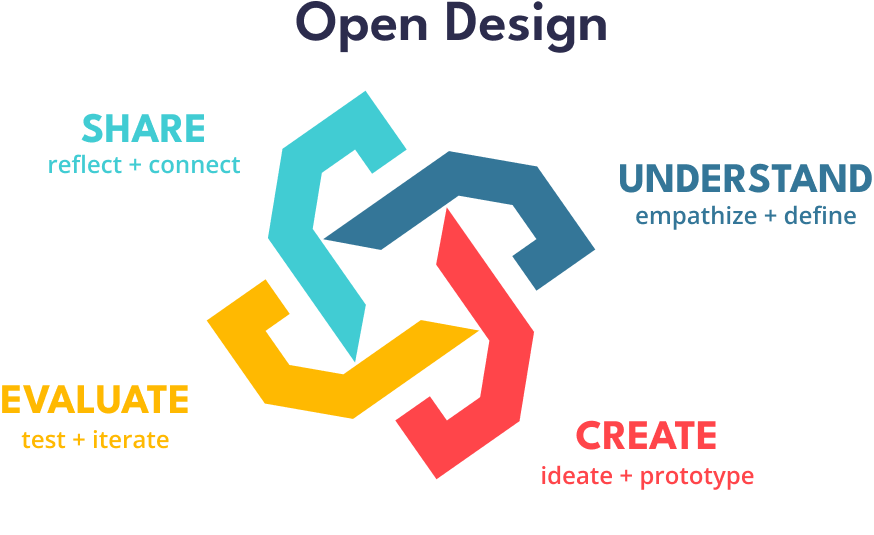 Open Design
SHARE
reflect + connect
UNDERSTAND
empathize + define
EVALUATE
test + iterate
CREATE
ideate + prototype